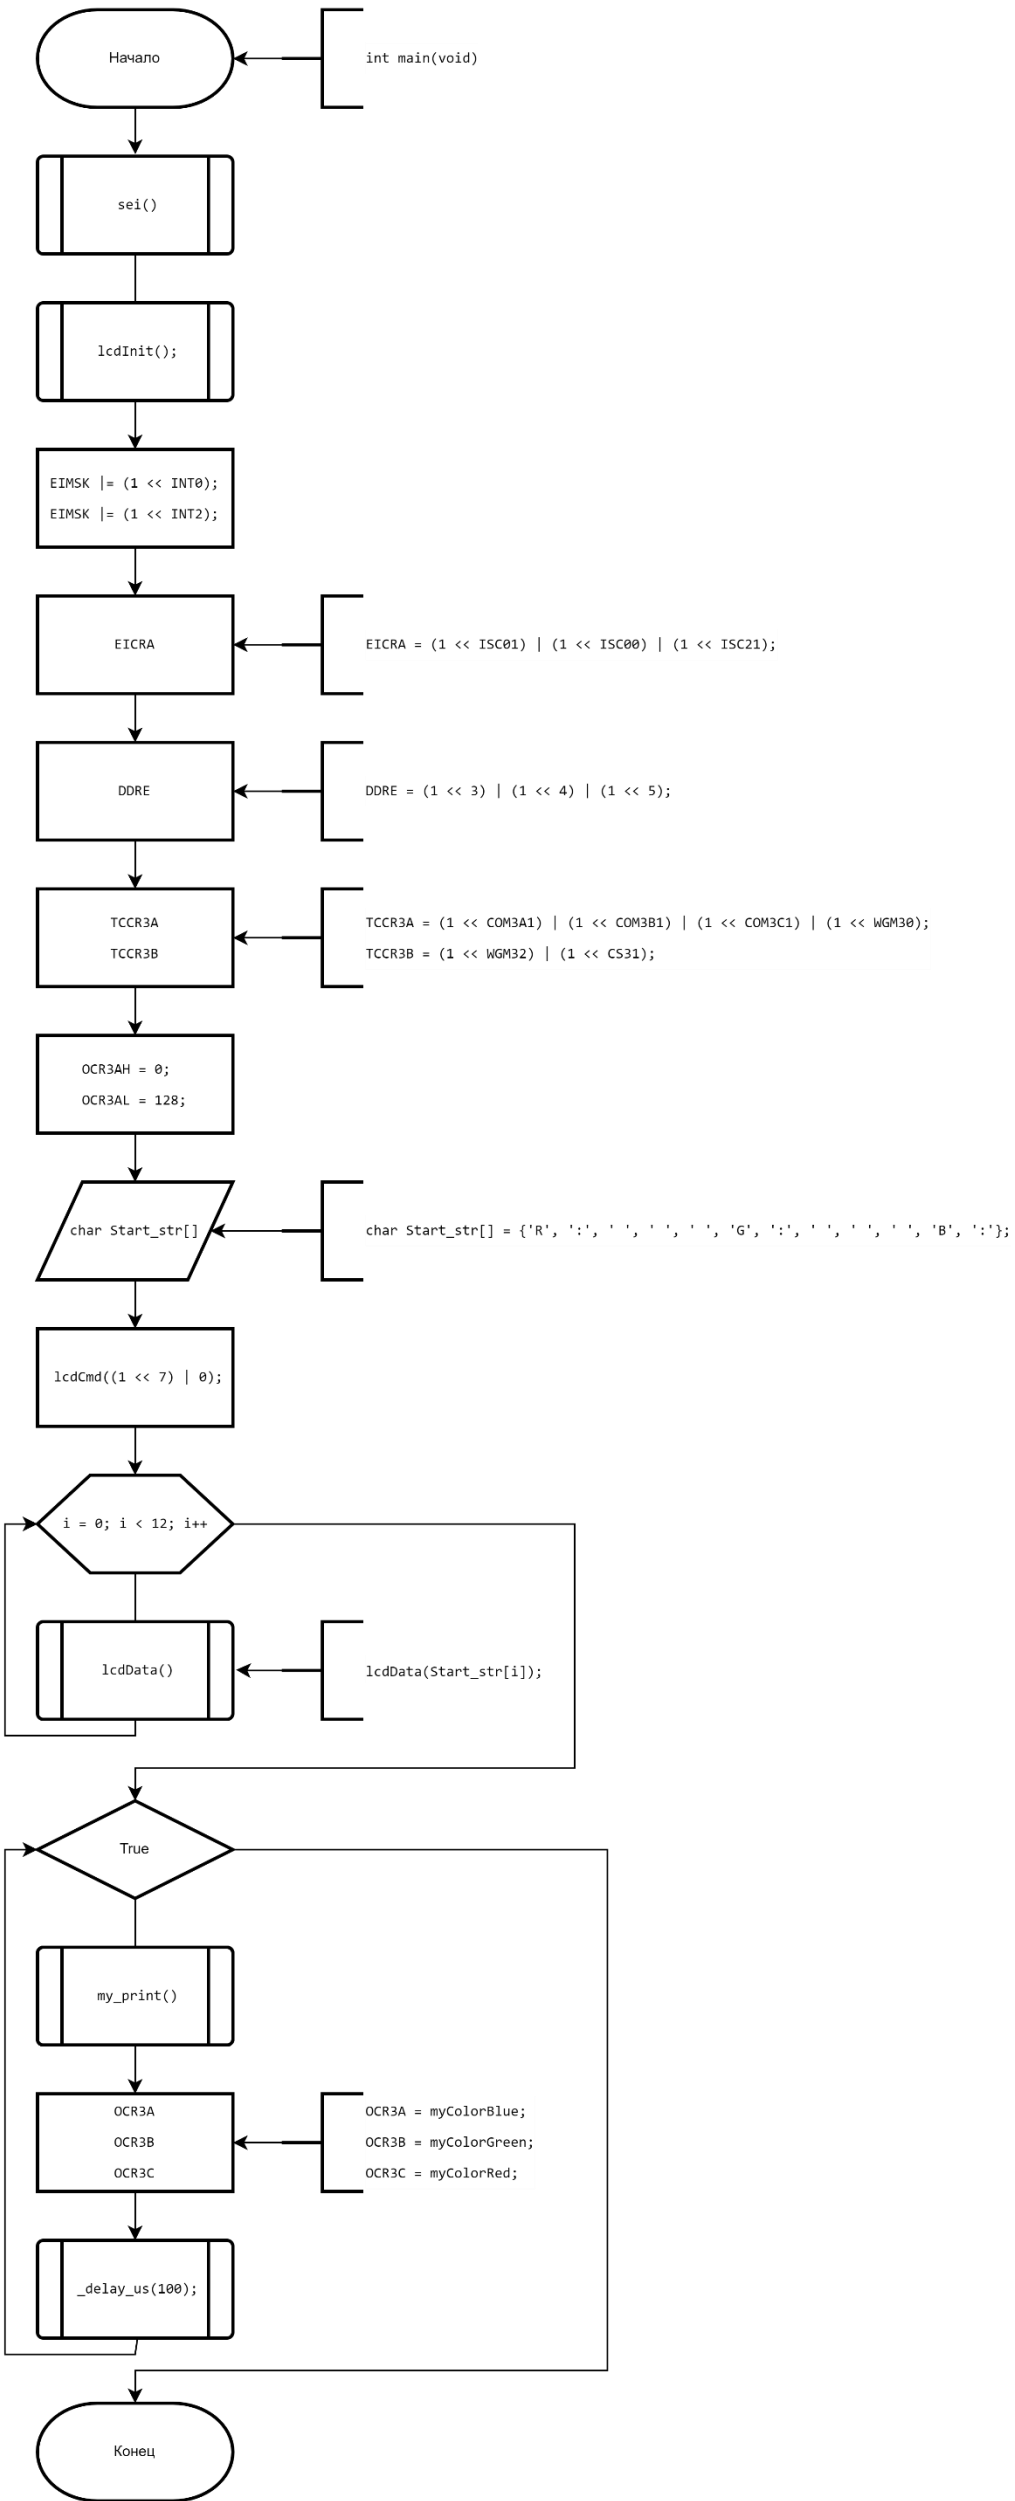 Начало
int main(void)
sei()
lcdInit();
EIMSK |= (1 << INT0);
EIMSK |= (1 << INT2);
EICRA
EICRA = (1 << ISC01) | (1 << ISC00) | (1 << ISC21);
DDRE
DDRE = (1 << 3) | (1 << 4) | (1 << 5);
TCCR3A
TCCR3B
TCCR3A = (1 << COM3A1) | (1 << COM3B1) | (1 << COM3C1) | (1 << WGM30);
TCCR3B = (1 << WGM32) | (1 << CS31);
OCR3AH = 0;
OCR3AL = 128;
char Start_str[]
char Start_str[] = {'R', ':', ' ', ' ', ' ', 'G', ':', ' ', ' ', ' ', 'B', ':'};
lcdCmd((1 << 7) | 0);
i = 0; i < 12; i++
lcdData()
lcdData(Start_str[i]);
True
my_print()
OCR3A
OCR3B
OCR3C
OCR3A = myColorBlue;
OCR3B = myColorGreen;
OCR3C = myColorRed;
_delay_us(100);
Конец